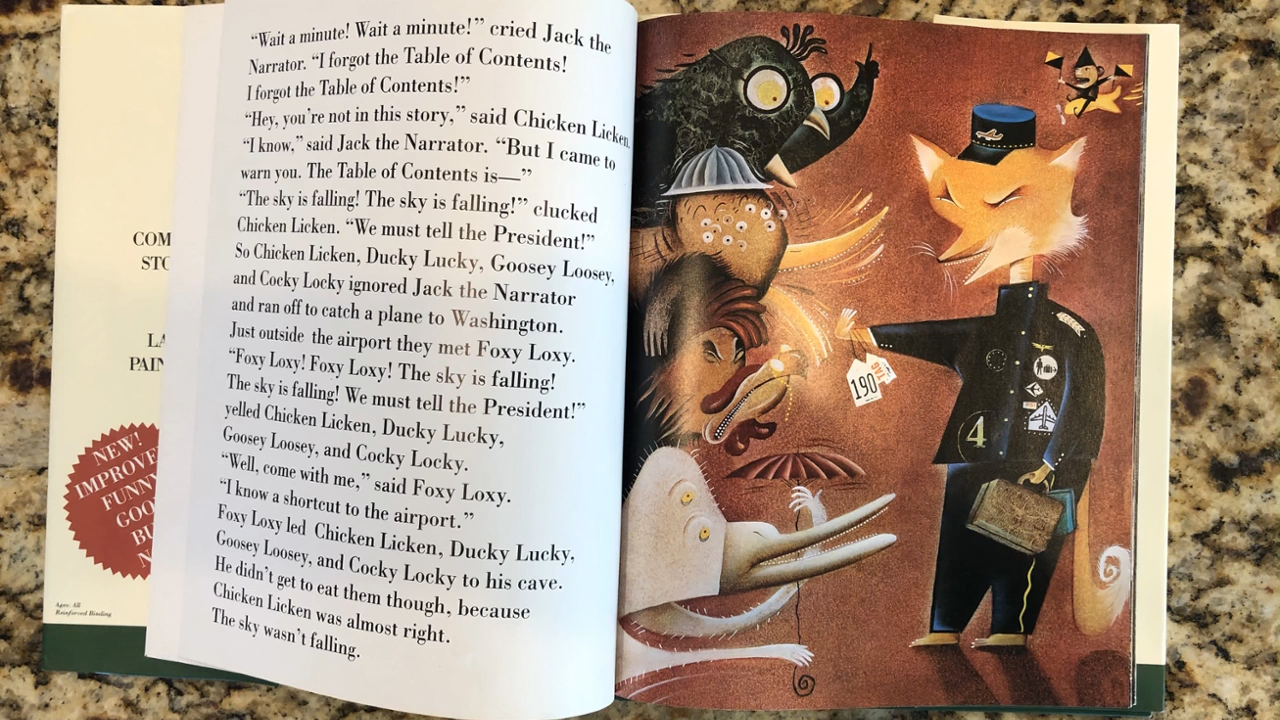 COM
STO
LA
PAIN
NEW!
IMPROVE
FUNNY
GOO
BU
N
Ages: All
Reinforced Binding
“Wait a minute! Wait a minute!” cried Jack the
Narrator. “I forgot the Table of Contents!
I forgot the Table of Contents!”
“Hey, you’re not in this story,” said Chicken Licken.
“I know,” said Jack the Narrator. “But I came to
warn you. The Table of Contents is—”
“The sky is falling! The sky is falling!” clucked
Chicken Licken. “We must tell the President!”
So Chicken Licken, Ducky Lucky, Goosey Loosey,
and Cocky Locky ignored Jack the Narrator
and ran off to catch a plane to Washington.
Just outside the airport they met Foxy Loxy.
“Foxy Loxy! Foxy Loxy! The sky is falling!
The sky is falling! We must tell the President!”
yelled Chicken Licken, Ducky Lucky,
Goosey Loosey, and Cocky Locky.
“Well, come with me,” said Foxy Loxy.
“I know a shortcut to the airport.”
Foxy Loxy led Chicken Licken, Ducky Lucky,
Goosey Loosey, and Cocky Locky to his cave.
He didn’t get to eat them though, because
Chicken Licken was almost right.
The sky wasn’t falling.
190
4